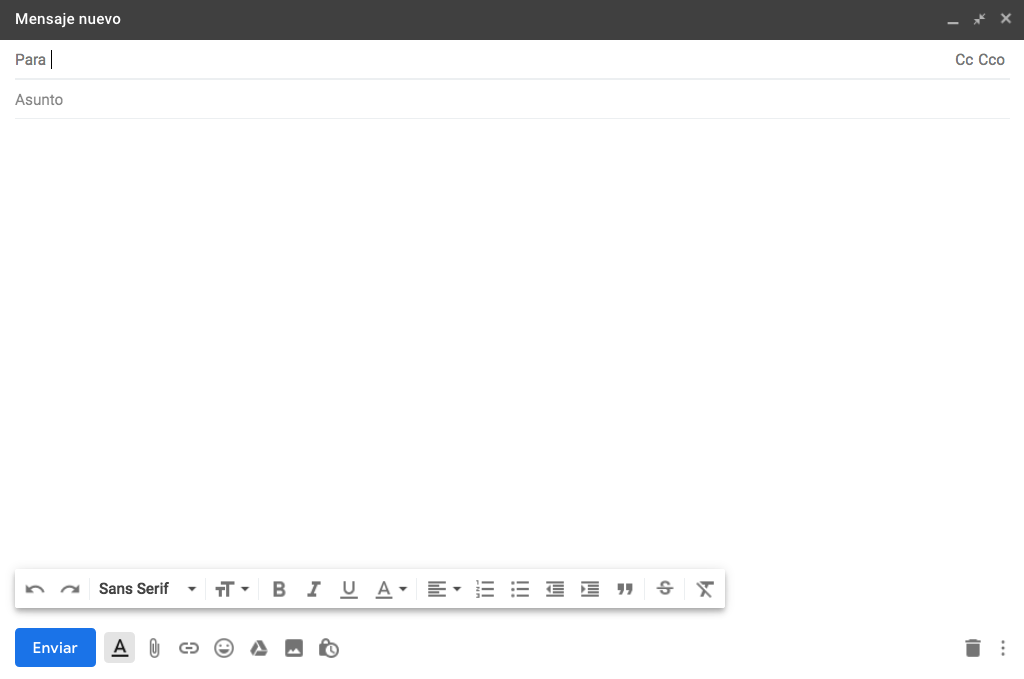 Mensaje nuevo
Para
Cc Cco
Asunto
Sans Serif
Enviar